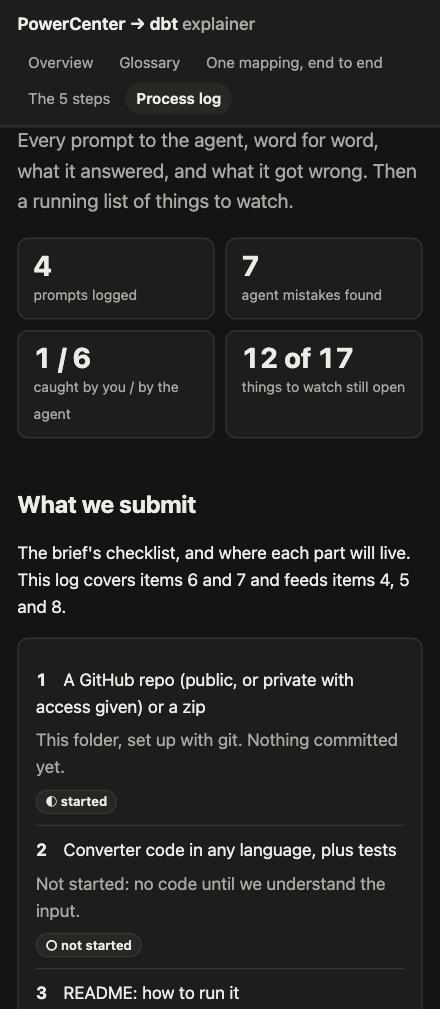 PowerCenter → dbt explainer
Overview Glossary One mapping, end to end
The 5 steps Process log
Every prompt to the agent, word for word,
what it answered, and what it got wrong. Then
a running list of things to watch.
4
prompts logged
7
agent mistakes found
1 / 6
caught by you / by the
agent
12 of 17
things to watch still open
What we submit
The brief's checklist, and where each part will live.
This log covers items 6 and 7 and feeds items 4, 5
and 8.
1 A GitHub repo (public, or private with
access given) or a zip
This folder, set up with git. Nothing committed
yet.
started
2 Converter code in any language, plus tests
Not started: no code until we understand the
input.
not started
3 README: how to run it